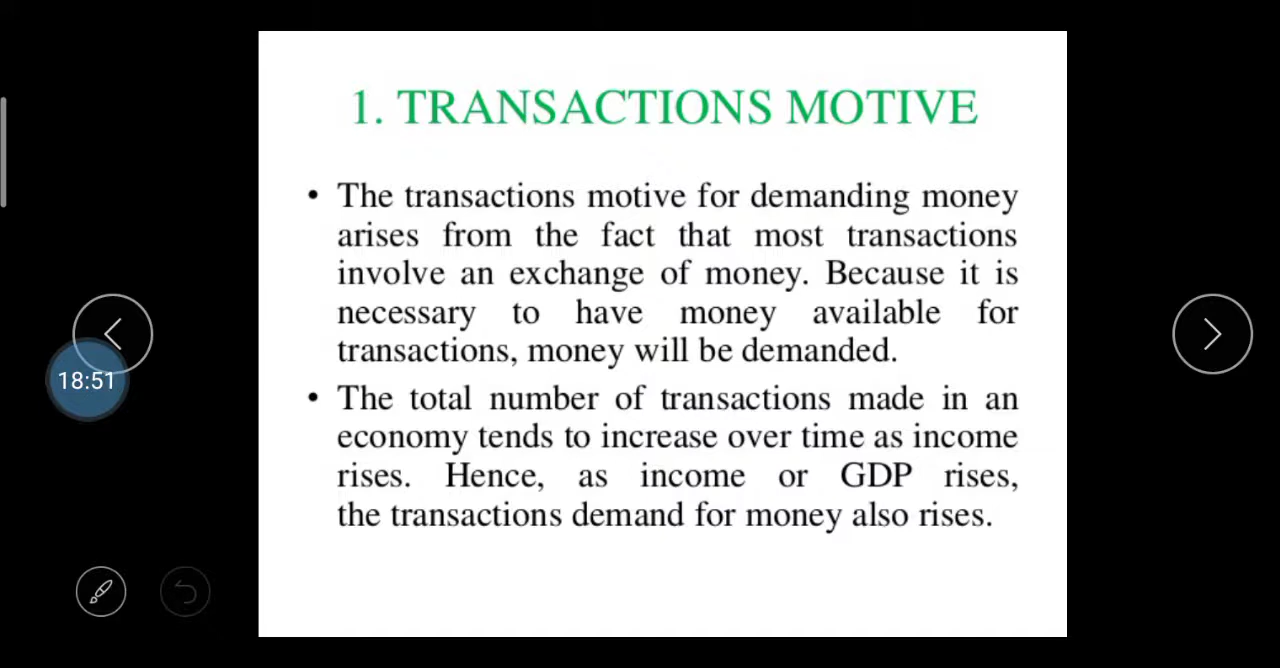 1. TRANSACTIONS MOTIVE
• The transactions motive for demanding money
arises from the fact that most transactions
involve an exchange of money. Because it is
necessary to have money available for
transactions, money will be demanded.
• The total number of transactions made in an
economy tends to increase over time as income
rises. Hence, as income or GDP rises,
the transactions demand for money also rises.
18:51